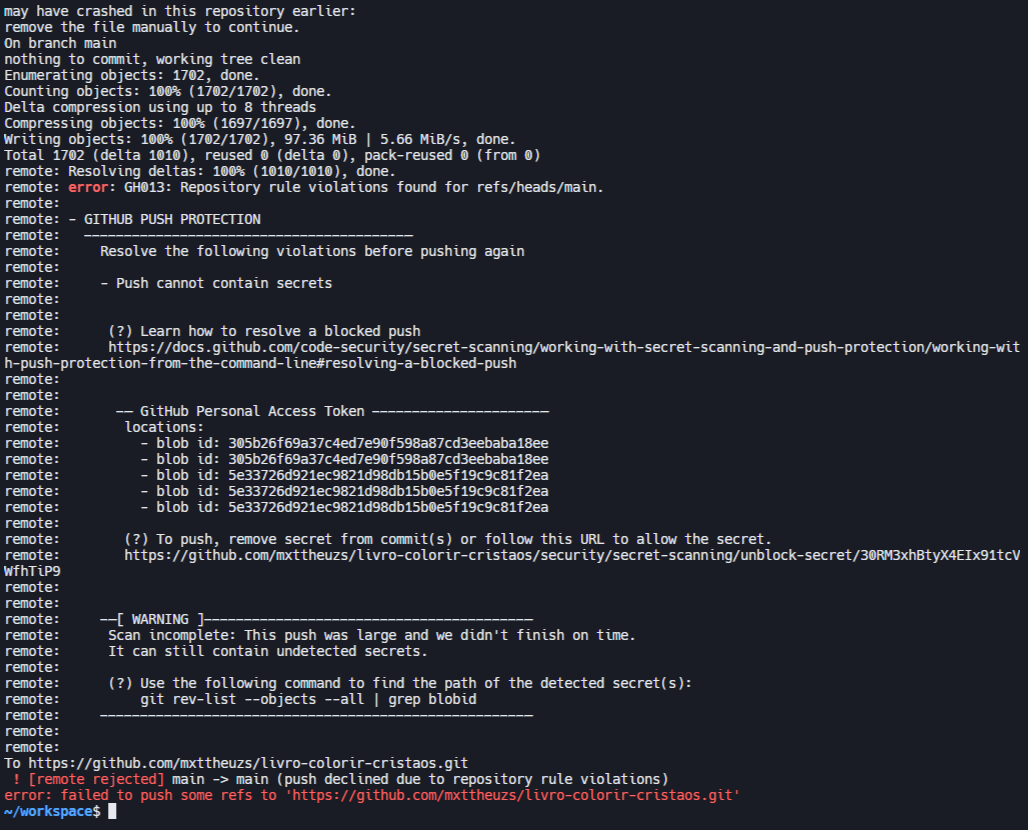 may have crashed in this repository earlier:
remove the file manually to continue.
On branch main
nothing to commit, working tree clean
Enumerating objects: 1702, done.
Counting objects: 100% (1702/1702), done.
Delta compression using up to 8 threads
Compressing objects: 100% (1697/1697), done.
Writing objects: 100% (1702/1702), 97.36 MiB | 5.66 MiB/s, done.
Total 1702 (delta 1010), reused 0 (delta 0), pack-reused 0 (from 0)
remote: Resolving deltas: 100% (1010/1010), done.
remote: error: GH013: Repository rule violations found for refs/heads/main.
remote:
remote: - GITHUB PUSH PROTECTION
remote:   —————————————————————————————————————————
remote:     Resolve the following violations before pushing again
remote:
remote:     - Push cannot contain secrets
remote:
remote:
remote:      (?) Learn how to resolve a blocked push
remote:      https://docs.github.com/code-security/secret-scanning/working-with-secret-scanning-and-push-protection/working-wit
h-push-protection-from-the-command-line#resolving-a-blocked-push
remote:
remote:
remote:       —— GitHub Personal Access Token ——————————————————————
remote:        locations:
remote:          - blob id: 305b26f69a37c4ed7e90f598a87cd3eebaba18ee
remote:          - blob id: 305b26f69a37c4ed7e90f598a87cd3eebaba18ee
remote:          - blob id: 5e33726d921ec9821d98db15b0e5f19c9c81f2ea
remote:          - blob id: 5e33726d921ec9821d98db15b0e5f19c9c81f2ea
remote:          - blob id: 5e33726d921ec9821d98db15b0e5f19c9c81f2ea
remote:
remote:        (?) To push, remove secret from commit(s) or follow this URL to allow the secret.
remote:        https://github.com/mxttheuzs/livro-colorir-cristaos/security/secret-scanning/unblock-secret/30RM3xhBtyX4EIx91tcV
WfhTiP9
remote:
remote:
remote:     ——[ WARNING ]—————————————————————————————————————————
remote:      Scan incomplete: This push was large and we didn't finish on time.
remote:      It can still contain undetected secrets.
remote:
remote:      (?) Use the following command to find the path of the detected secret(s):
remote:          git rev-list --objects --all | grep blobid
remote:     ——————————————————————————————————————————————————————
remote:
remote:
To https://github.com/mxttheuzs/livro-colorir-cristaos.git
 ! [remote rejected] main -> main (push declined due to repository rule violations)
error: failed to push some refs to 'https://github.com/mxttheuzs/livro-colorir-cristaos.git'
~/workspace$